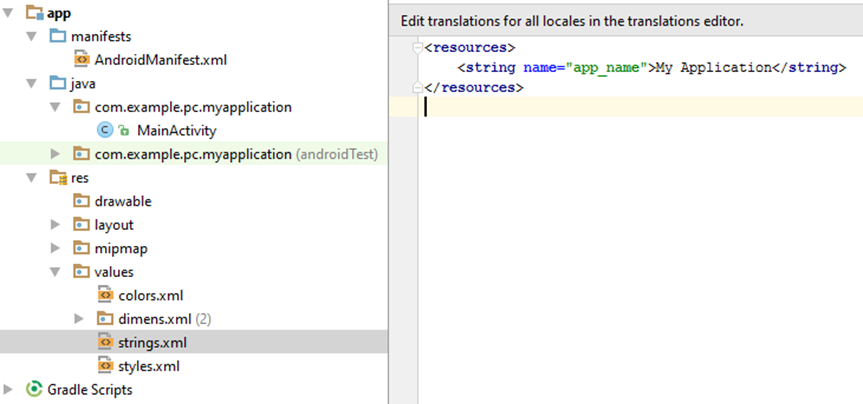 app
manifests
AndroidManifest.xml
java
com.example.pc.myapplication
MainActivity
com.example.pc.myapplication (androidTest)
res
drawable
layout
mipmap
values
colors.xml
dimens.xml (2)
strings.xml
styles.xml
Gradle Scripts
Edit translations for all locales in the translations editor.
<resources>
    <string name="app_name">My Application</string>
</resources>